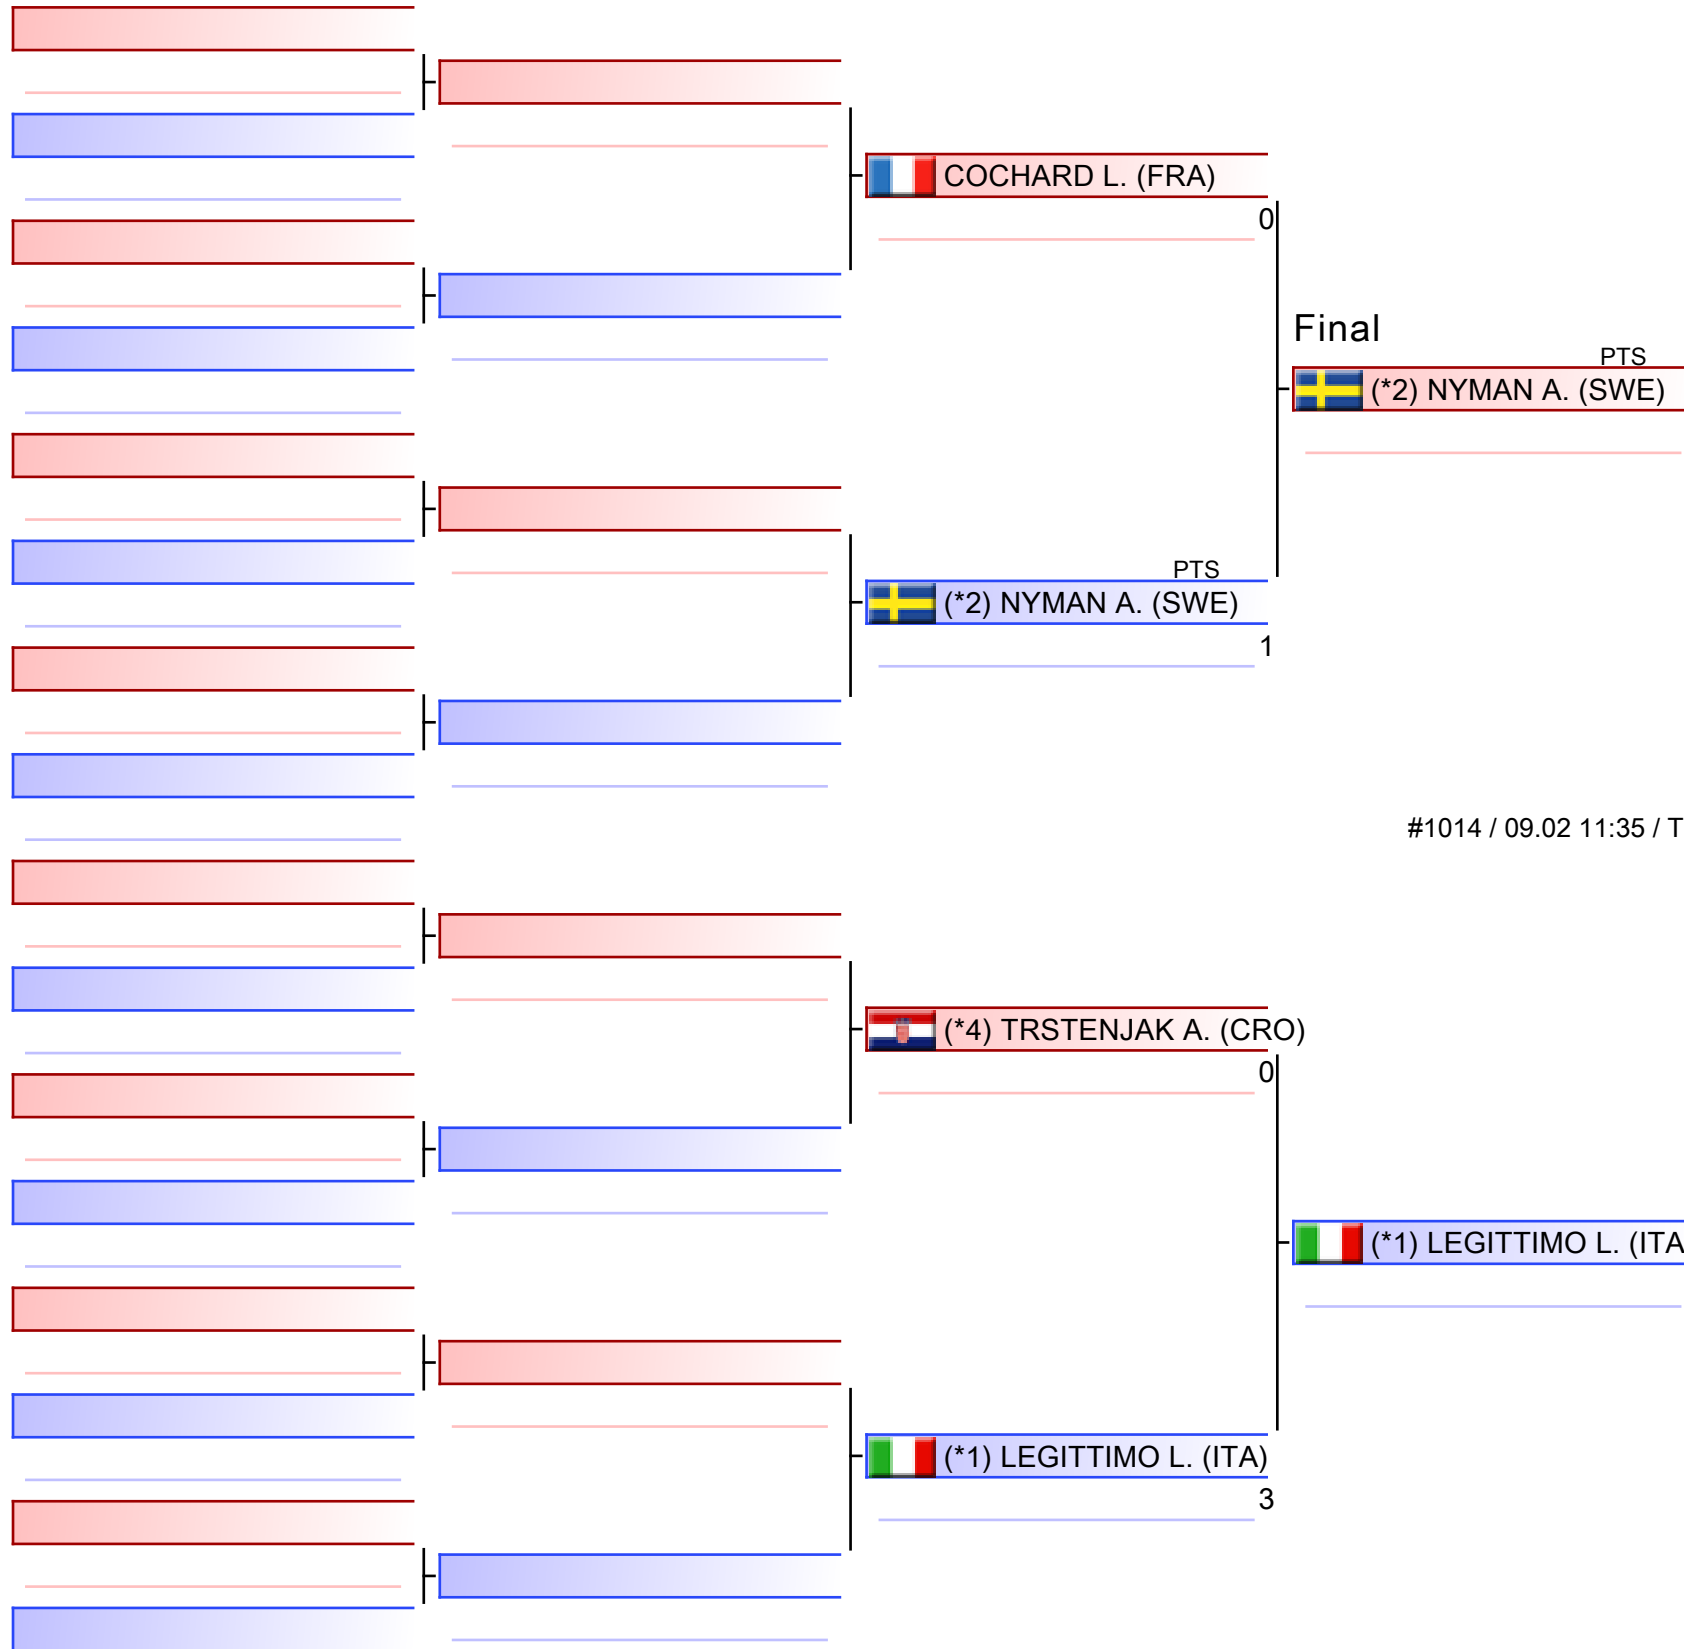 COCHARD L. (FRA)
0
Final
PTS
(*2) NYMAN A. (SWE)
PTS
(*2) NYMAN A. (SWE)
1
#1014 / 09.02 11:35 / T
(*4) TRSTENJAK A. (CRO)
0
(*1) LEGITTIMO L. (ITA
(*1) LEGITTIMO L. (ITA)
3